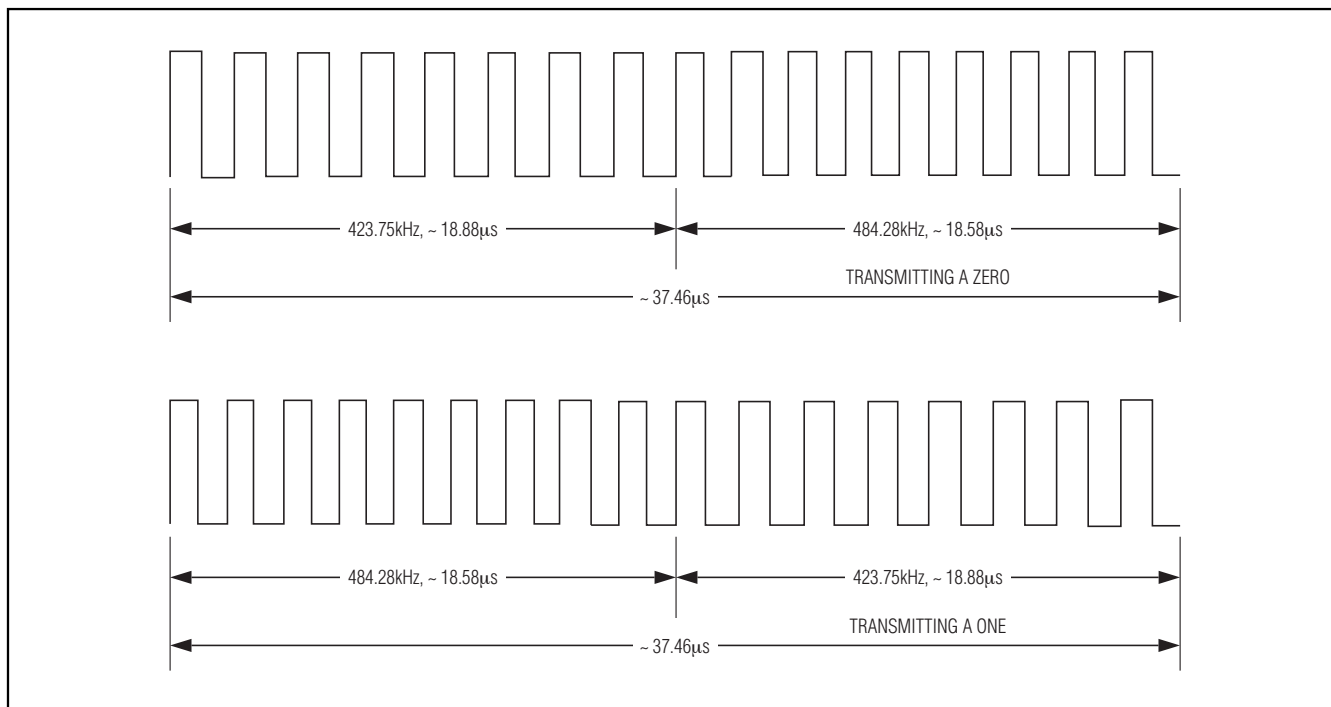 423.75kHz, ~ 18.88μs
484.28kHz, ~ 18.58μs
TRANSMITTING A ZERO
~ 37.46μs
484.28kHz, ~ 18.58μs
423.75kHz, ~ 18.88μs
TRANSMITTING A ONE
~ 37.46μs